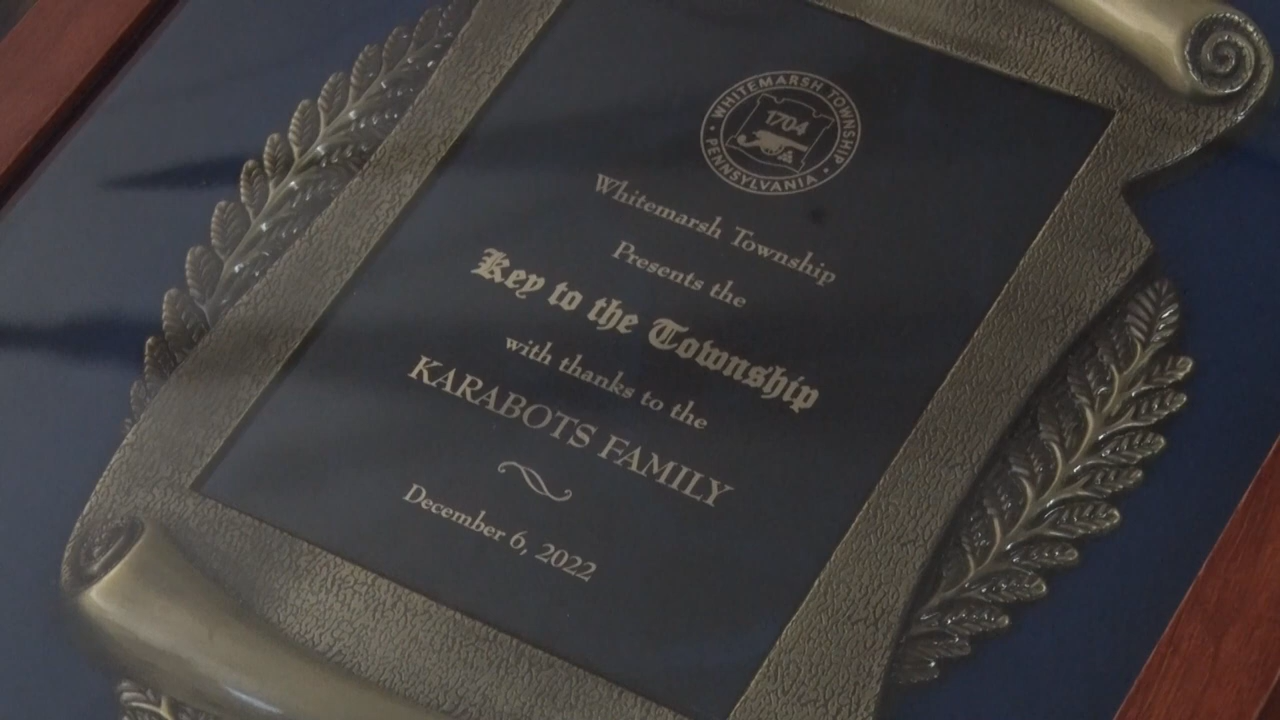 WHITEMARSH TOWNSHIP
1704
PENNSYLVANIA
Whitemarsh Township
Presents the
Key to the Township
with thanks to the
KARABOTS FAMILY
December 6, 2022